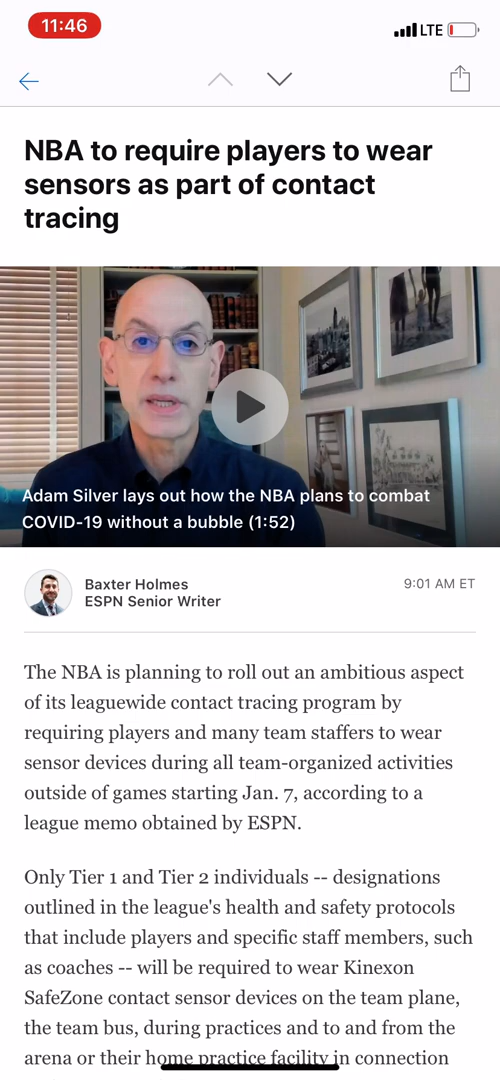 11:46
LTE
NBA to require players to wear
sensors as part of contact
tracing
Adam Silver lays out how the NBA plans to combat
COVID-19 without a bubble (1:52)
Baxter Holmes
9:01 AM ET
ESPN Senior Writer
The NBA is planning to roll out an ambitious aspect
of its leaguewide contact tracing program by
requiring players and many team staffers to wear
sensor devices during all team-organized activities
outside of games starting Jan. 7, according to a
league memo obtained by ESPN.
Only Tier 1 and Tier 2 individuals -- designations
outlined in the league's health and safety protocols
that include players and specific staff members, such
as coaches -- will be required to wear Kinexon
SafeZone contact sensor devices on the team plane,
the team bus, during practices and to and from the
arena or their home practice facility in connection